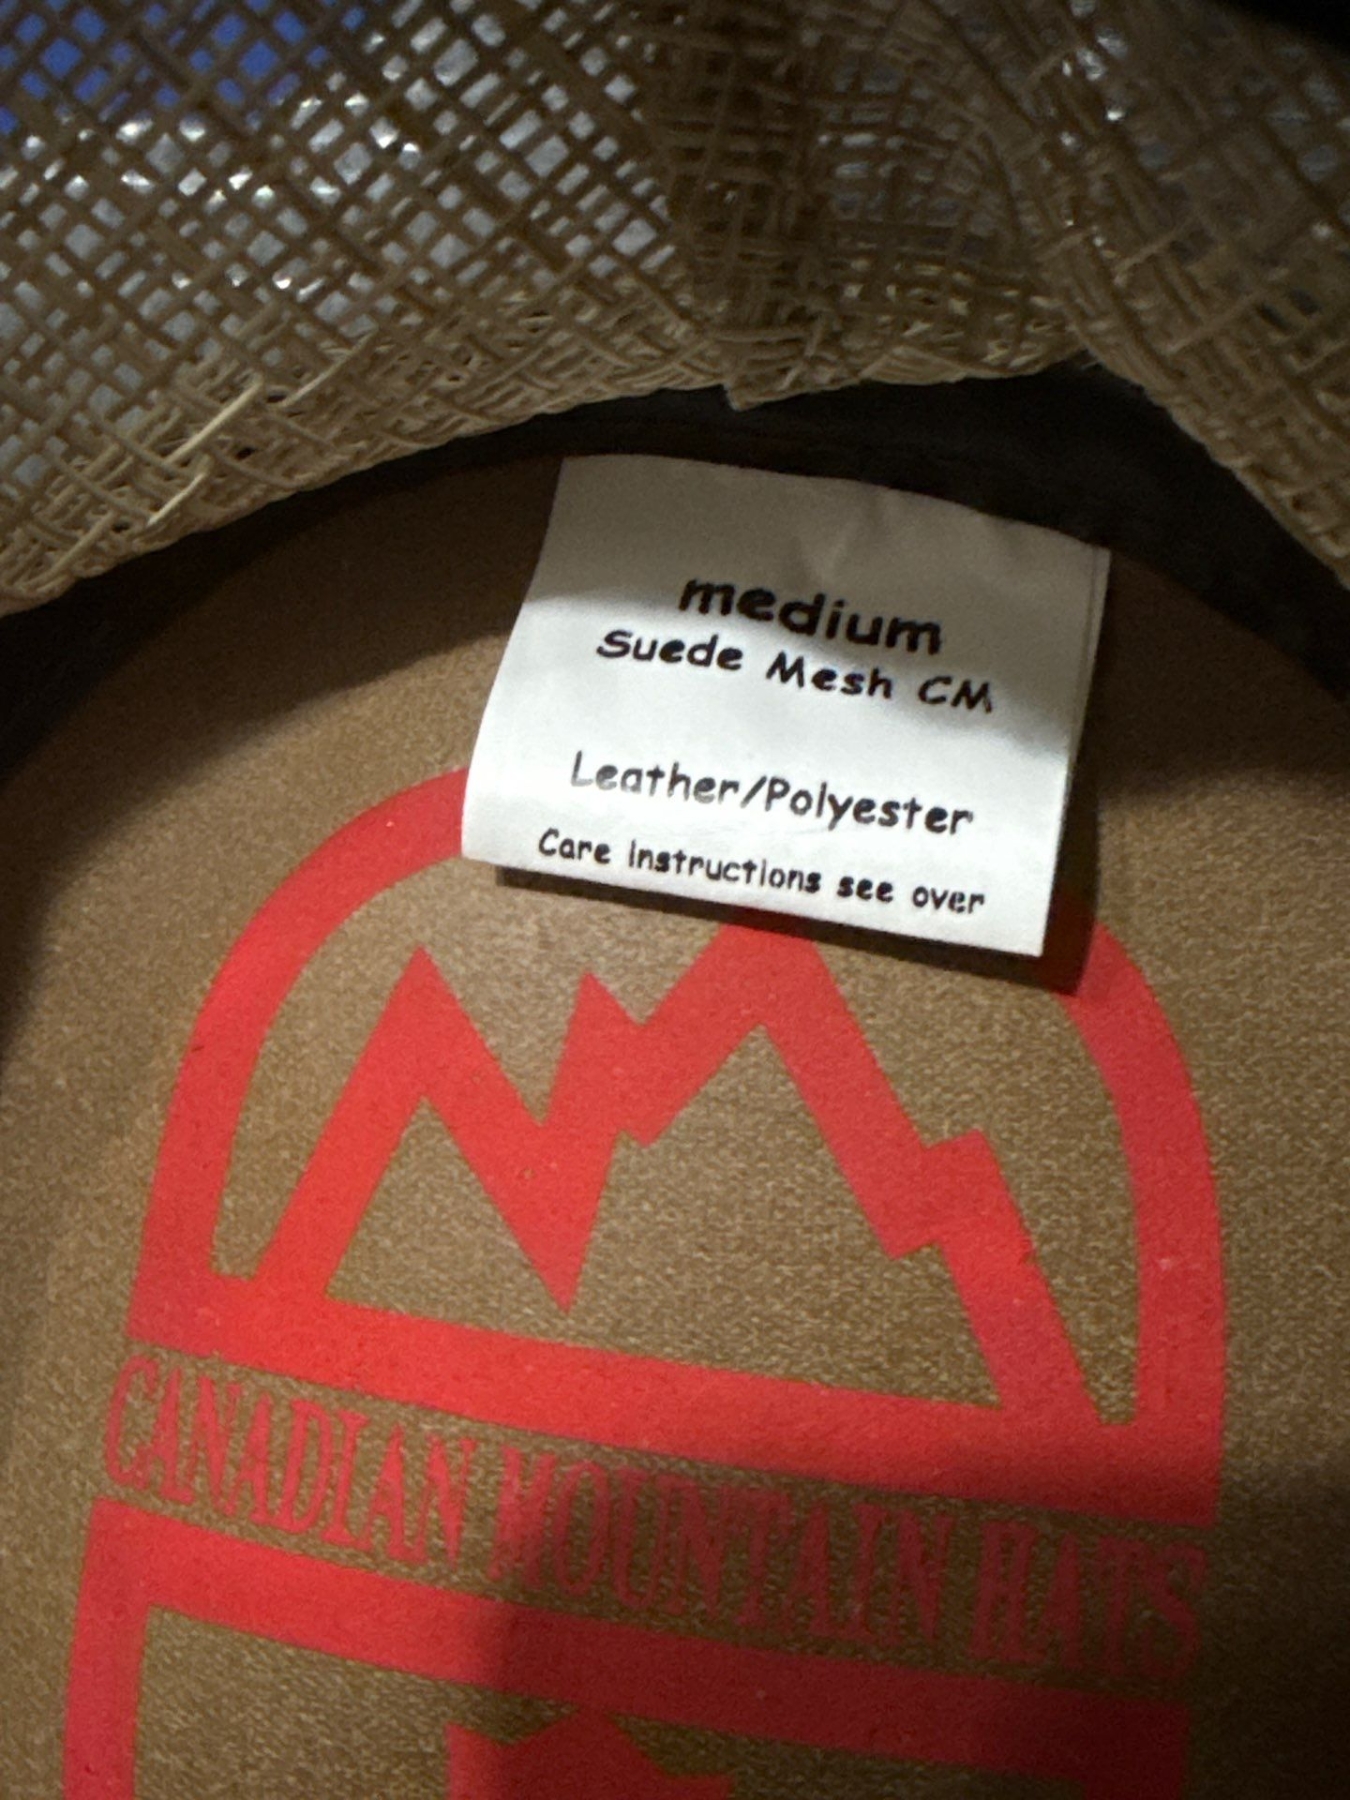 medium
Suede Mesh CM
Leather/Polyester
Care instructions see over
CANADIAN MOUNTAIN HATS